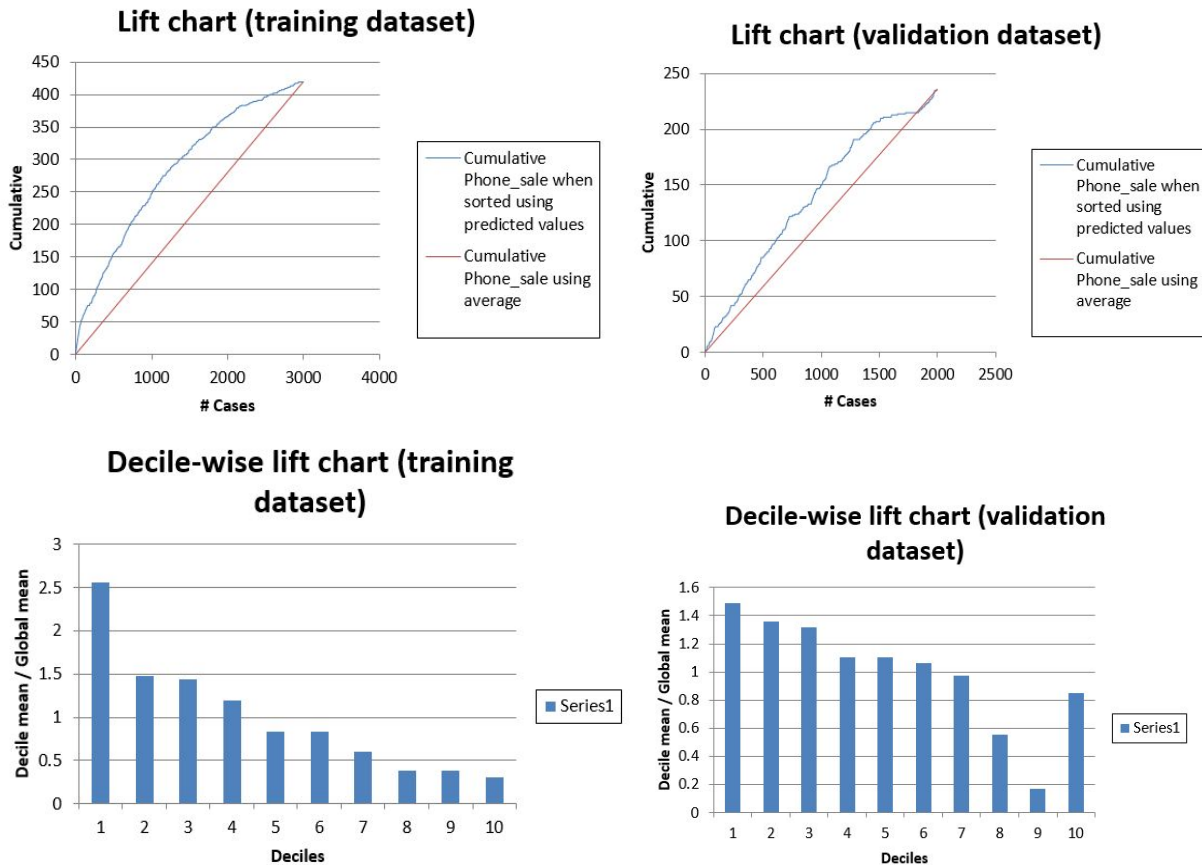 Lift chart (training dataset)
450
400
350
300
250
200
150
100
50
0
Cumulative
0 1000 2000 3000 4000
# Cases
Cumulative
Phone_sale when
sorted using
predicted values
Cumulative
Phone_sale using
average
Lift chart (validation dataset)
250
200
150
100
50
0
Cumulative
0 500 1000 1500 2000 2500
# Cases
Cumulative
Phone_sale when
sorted using
predicted values
Cumulative
Phone_sale using
average
Decile-wise lift chart (training
dataset)
3
2.5
2
1.5
1
0.5
0
Decile mean / Global mean
1 2 3 4 5 6 7 8 9 10
Deciles
Series1
Decile-wise lift chart (validation
dataset)
1.6
1.4
1.2
1
0.8
0.6
0.4
0.2
0
Decile mean / Global mean
1 2 3 4 5 6 7 8 9 10
Deciles
Series1